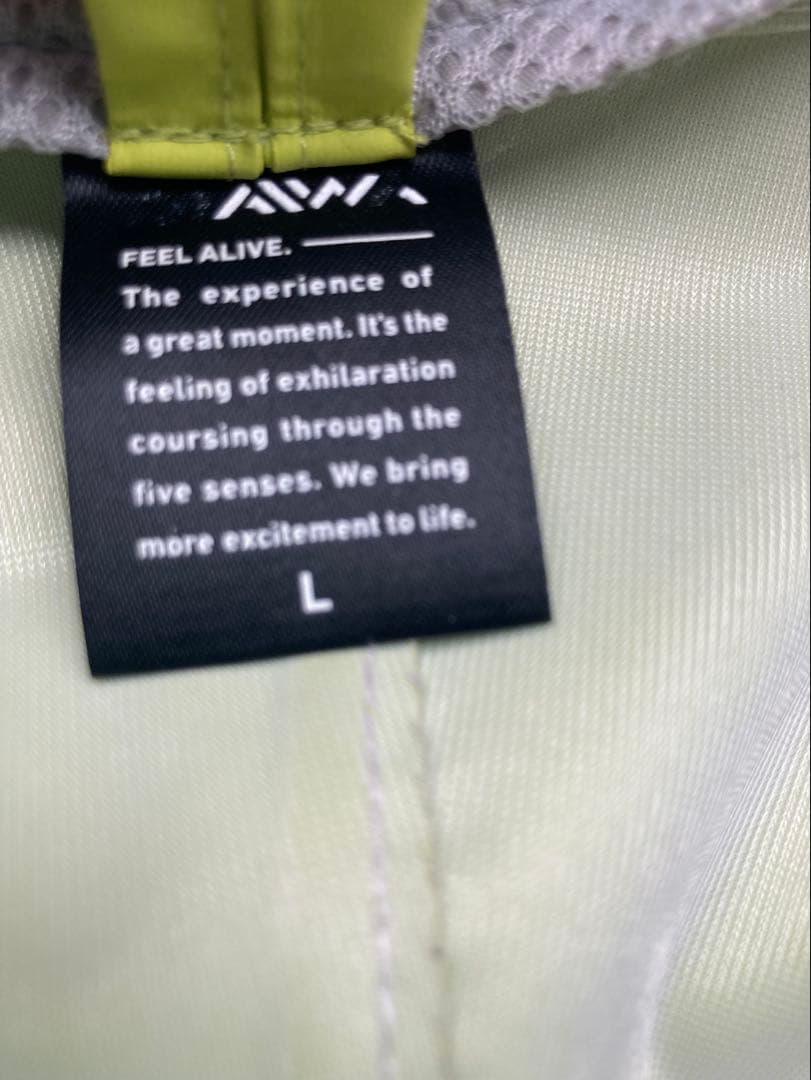 FEEL ALIVE.
The experience of
a great moment. It's the
feeling of exhilaration
coursing through the
five senses. We bring
more excitement to life.
L